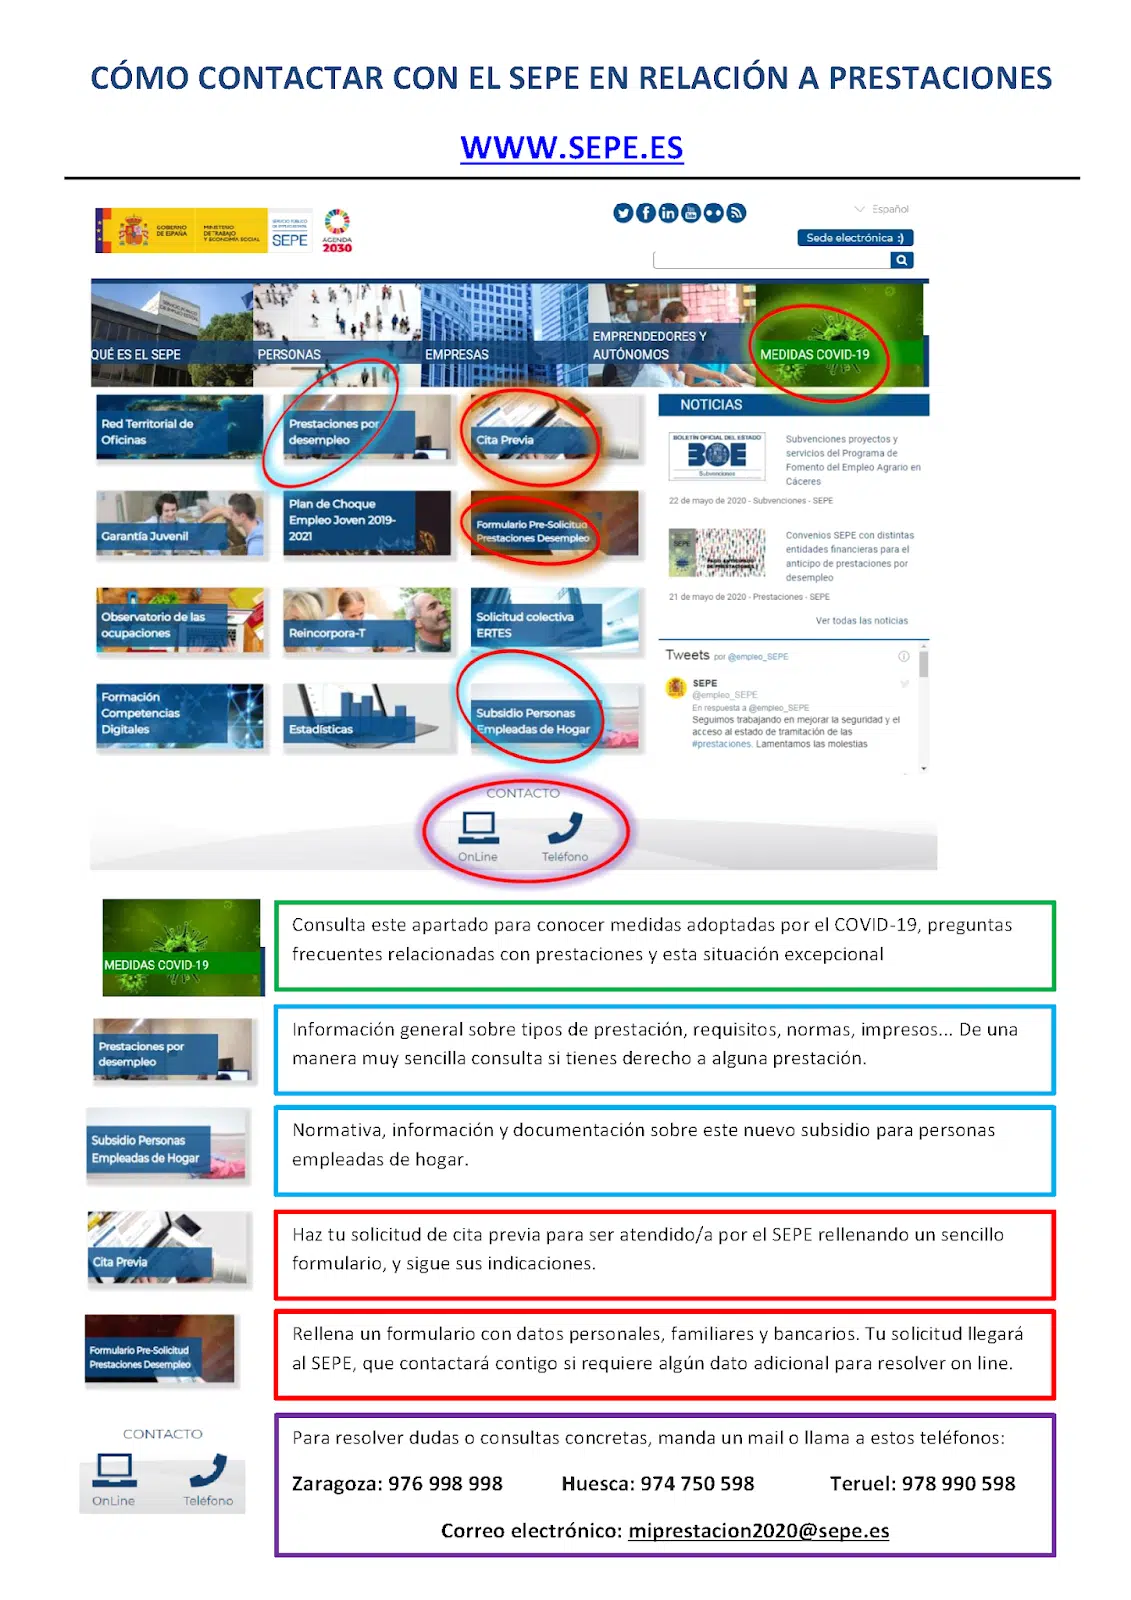 CÓMO CONTACTAR CON EL SEPE EN RELACIÓN A PRESTACIONES
WWW.SEPE.ES
GOBIERNO
DE ESPAÑA
MINISTERIO
DE TRABAJO
Y ECONOMÍA SOCIAL
SERVICIO PÚBLICO
DE EMPLEO ESTATAL
SEPE
AGENDA
2030
Español
Sede electrónica :)
QUÉ ES EL SEPE
PERSONAS
EMPRESAS
EMPRENDEDORES Y
AUTÓNOMOS
MEDIDAS COVID-19
Red Territorial de
Oficinas
Prestaciones por
desempleo
Cita Previa
Garantía Juvenil
Plan de Choque
Empleo Joven 2019-
2021
Formulario Pre-Solicitud
Prestaciones Desempleo
Observatorio de las
ocupaciones
Reincorpora-T
Solicitud colectiva
ERTES
Formación
Competencias
Digitales
Estadísticas
Subsidio Personas
Empleadas de Hogar
NOTICIAS
BOLETÍN OFICIAL DEL ESTADO
BOE
Subvenciones
Subvenciones proyectos y
servicios del Programa de
Fomento del Empleo Agrario en
Cáceres
22 de mayo de 2020 - Subvenciones - SEPE
SEPE
Convenios SEPE con distintas
entidades financieras para el
anticipo de prestaciones por
desempleo
21 de mayo de 2020 - Prestaciones - SEPE
Ver todas las noticias
Tweets por @empleo_SEPE
SEPE
@empleo_SEPE
En respuesta a @empleo_SEPE
Seguimos trabajando en mejorar la seguridad y el
acceso al estado de tramitación de las
#prestaciones. Lamentamos las molestias
CONTACTO
OnLine
Teléfono
MEDIDAS COVID-19
Consulta este apartado para conocer medidas adoptadas por el COVID-19, preguntas
frecuentes relacionadas con prestaciones y esta situación excepcional
Prestaciones por
desempleo
Información general sobre tipos de prestación, requisitos, normas, impresos... De una
manera muy sencilla consulta si tienes derecho a alguna prestación.
Subsidio Personas
Empleadas de Hogar
Normativa, información y documentación sobre este nuevo subsidio para personas
empleadas de hogar.
Cita Previa
Haz tu solicitud de cita previa para ser atendido/a por el SEPE rellenando un sencillo
formulario, y sigue sus indicaciones.
Formulario Pre-Solicitud
Prestaciones Desempleo
Rellena un formulario con datos personales, familiares y bancarios. Tu solicitud llegará
al SEPE, que contactará contigo si requiere algún dato adicional para resolver on line.
CONTACTO
OnLine
Teléfono
Para resolver dudas o consultas concretas, manda un mail o llama a estos teléfonos:
Zaragoza: 976 998 998 Huesca: 974 750 598 Teruel: 978 990 598
Correo electrónico: miprestacion2020@sepe.es